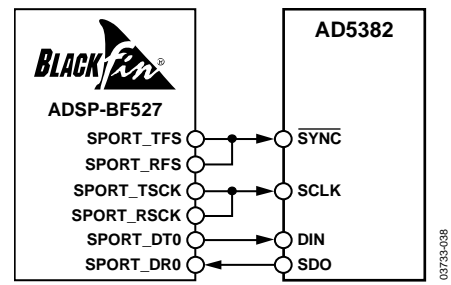 BLACKfin®
ADSP-BF527
AD5382
SPORT_TFS
SYNC
SPORT_RFS
SPORT_TSCK
SCLK
SPORT_RSCK
SPORT_DT0
DIN
SPORT_DR0
SDO
03733-038